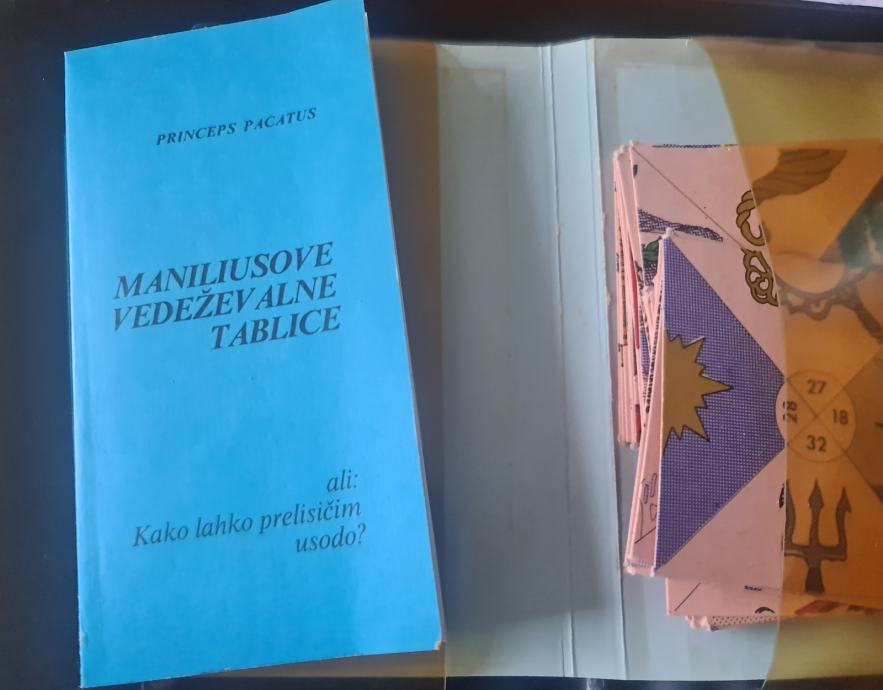 PRINCEPS PACATUS
MANILIUSOVE
VEDEŽEVALNE
TABLICE
ali:
Kako lahko prelisičim
usodo?
27
28
18
32